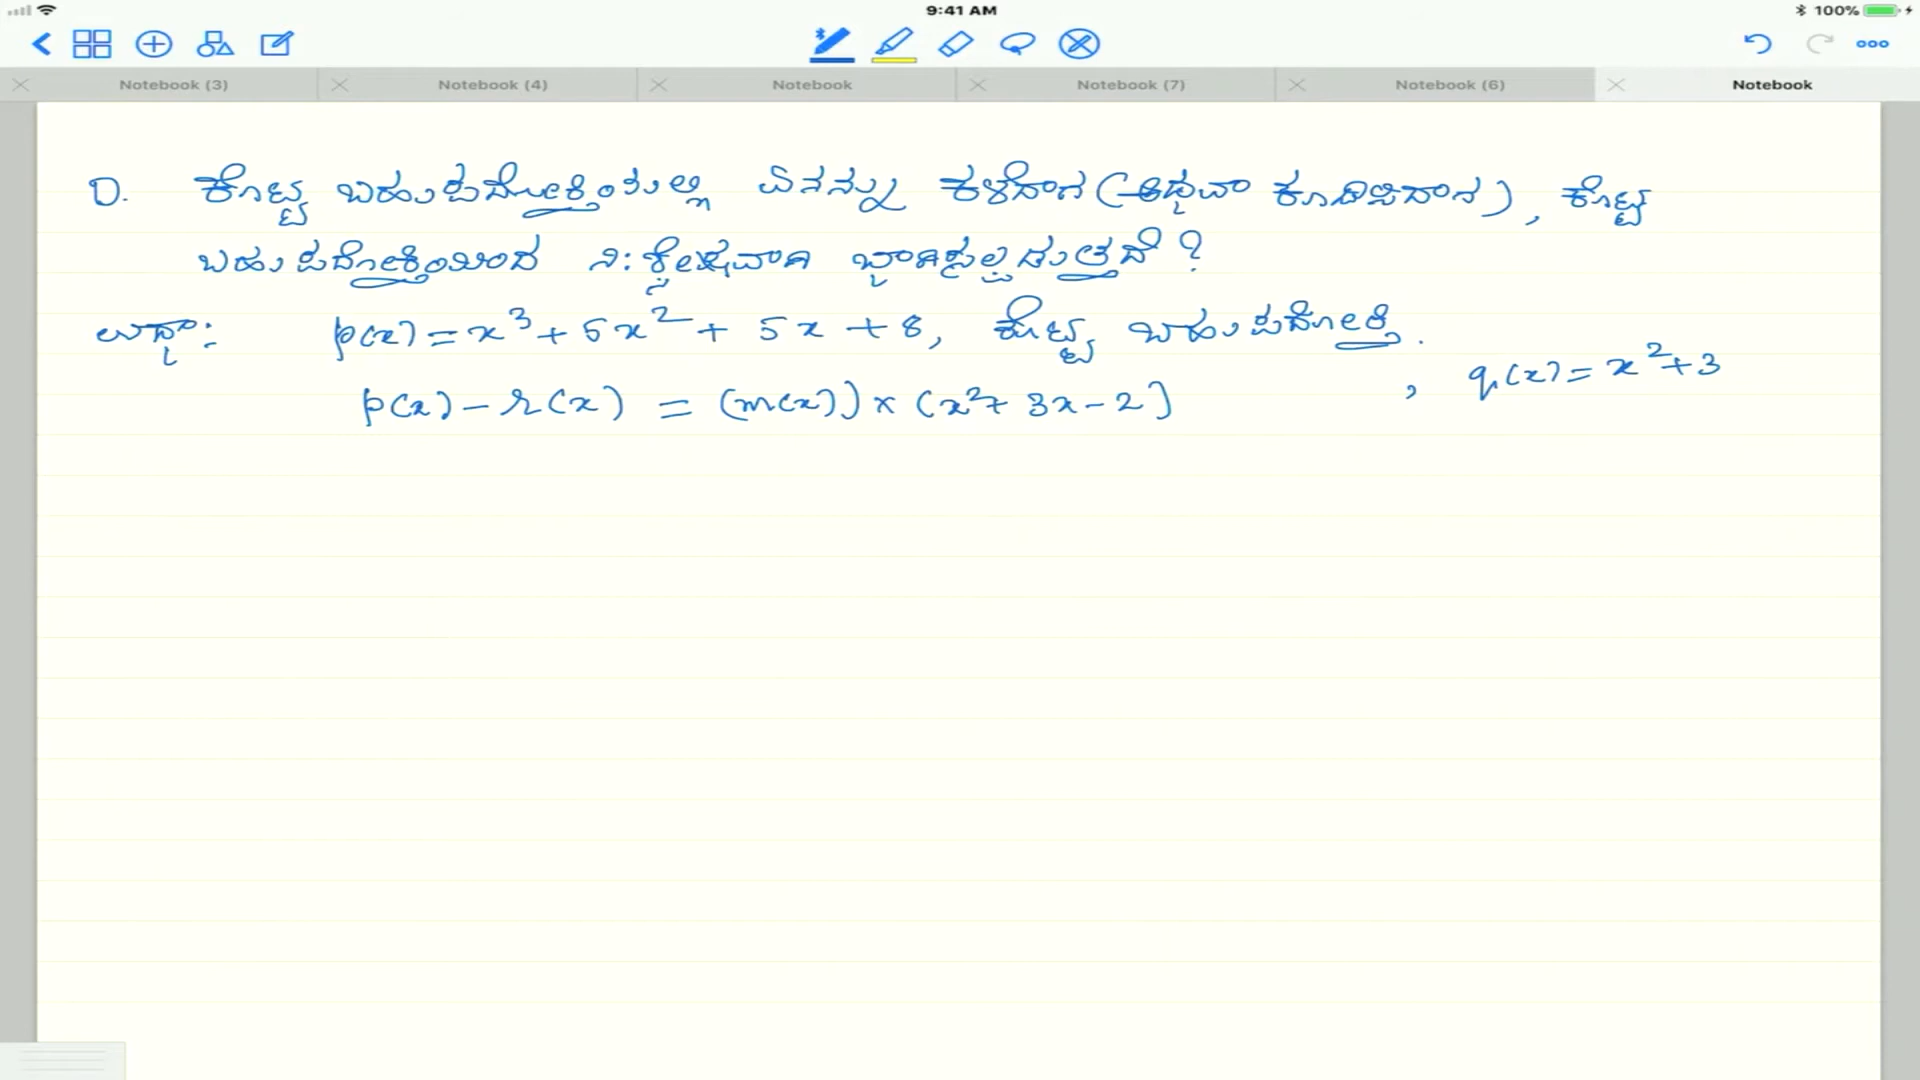 9:41 AM
100%
Notebook (3)
Notebook (4)
Notebook
Notebook (7)
Notebook (6)
Notebook
D. ಕೊಟ್ಟ ಬಹುಪದೋಕ್ತಿಯಲ್ಲಿ ಏನನ್ನು ಕಳೆದಾಗ (ಅಥವಾ ಕೂಡಿಸಿದಾಗ), ಕೊಟ್ಟ
ಬಹುಪದೋಕ್ತಿಯಿಂದ ನಿ:ಶ್ಶೇಷವಾಗಿ ಭಾಗಿಸಲ್ಪಡುತ್ತದೆ ?
ಉದಾ: p(x) = x³ + 5x² + 5x + 8, ಕೊಟ್ಟ ಬಹುಪದೋಕ್ತಿ.
, q(x) = x² + 3
p(x) - r(x) = (m(x)) × (x² + 3x - 2)